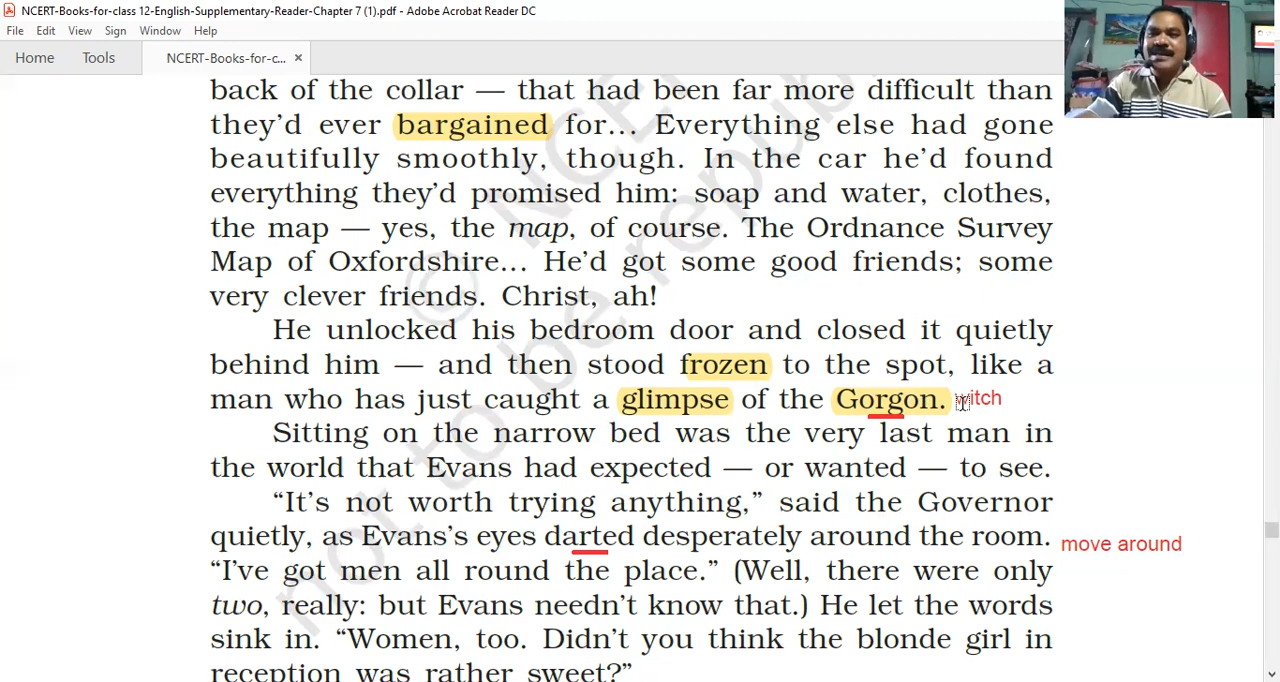 NCERT-Books-for-class 12-English-Supplementary-Reader-Chapter 7 (1).pdf - Adobe Acrobat Reader DC
File Edit View Sign Window Help
Home Tools NCERT-Books-for-c... ×
back of the collar — that had been far more difficult than
they'd ever bargained for... Everything else had gone
beautifully smoothly, though. In the car he'd found
everything they'd promised him: soap and water, clothes,
the map — yes, the map, of course. The Ordnance Survey
Map of Oxfordshire... He'd got some good friends; some
very clever friends. Christ, ah!
He unlocked his bedroom door and closed it quietly
behind him — and then stood frozen to the spot, like a
man who has just caught a glimpse of the Gorgon. witch
Sitting on the narrow bed was the very last man in
the world that Evans had expected — or wanted — to see.
“It's not worth trying anything,” said the Governor
quietly, as Evans's eyes darted desperately around the room. move around
“I've got men all round the place.” (Well, there were only
two, really: but Evans needn't know that.) He let the words
sink in. “Women, too. Didn't you think the blonde girl in
reception was rather sweet?”
© NCE
not to be republ